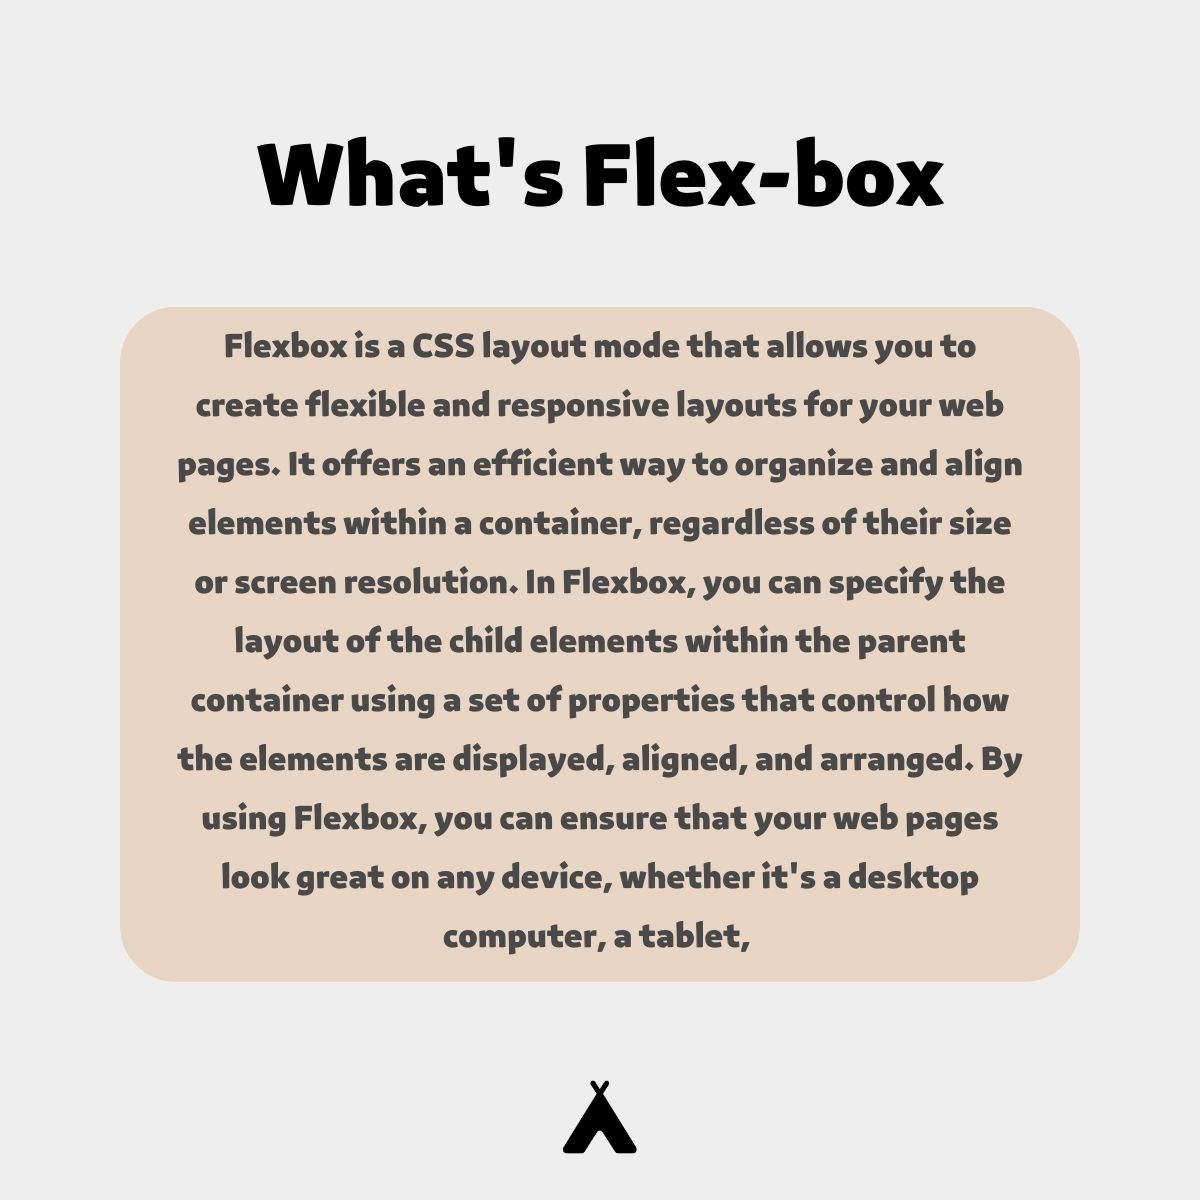 What's Flex-box
Flexbox is a CSS layout mode that allows you to
create flexible and responsive layouts for your web
pages. It offers an efficient way to organize and align
elements within a container, regardless of their size
or screen resolution. In Flexbox, you can specify the
layout of the child elements within the parent
container using a set of properties that control how
the elements are displayed, aligned, and arranged. By
using Flexbox, you can ensure that your web pages
look great on any device, whether it's a desktop
computer, a tablet,